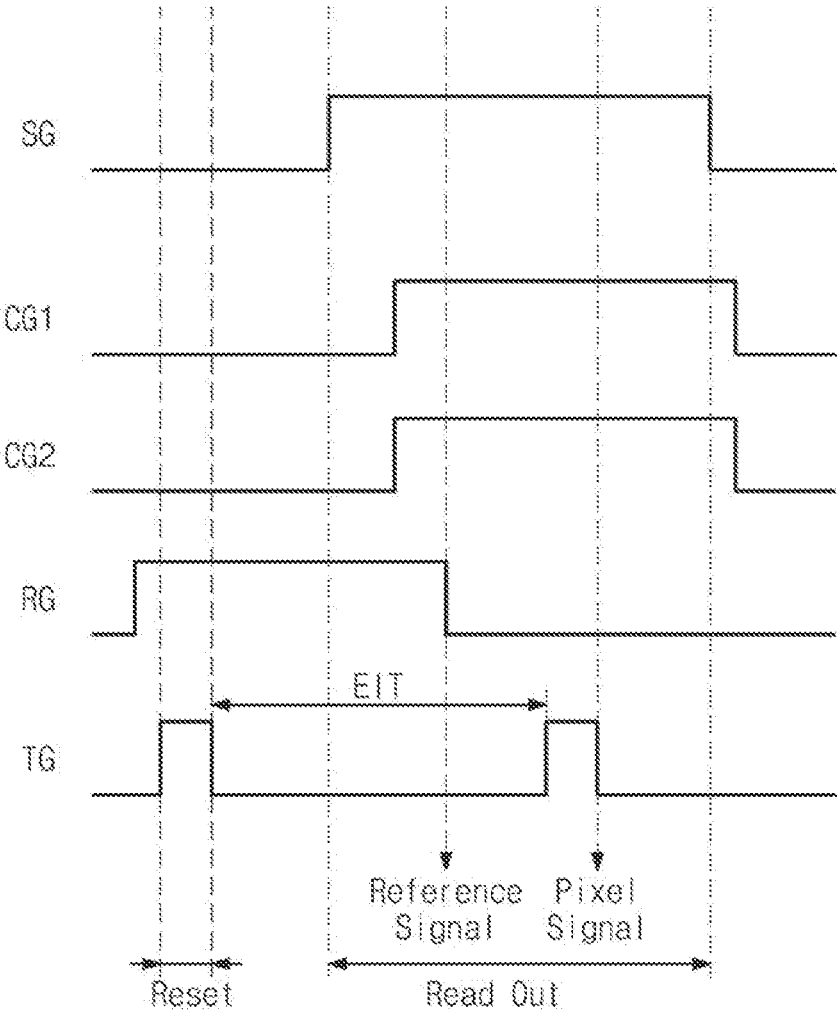 SG
CG1
CG2
RG
EIT
TG
Reference
Signal
Pixel
Signal
Reset
Read Out